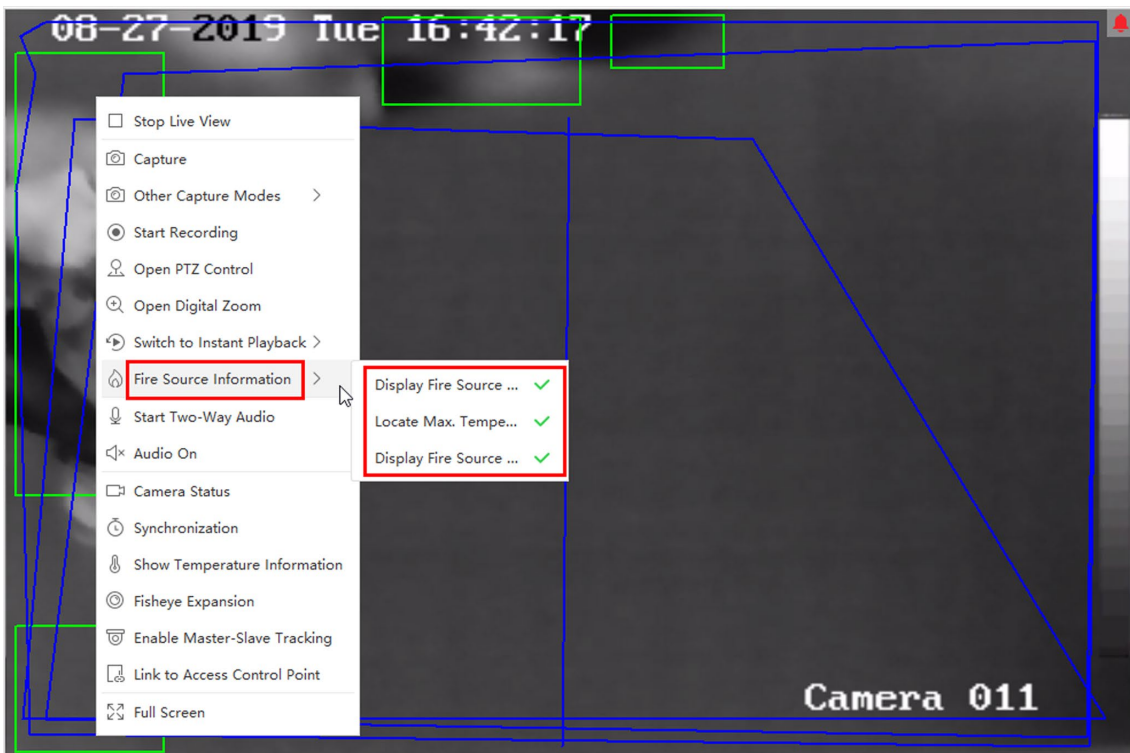 08-27-2019 Tue 16:42:17
Stop Live View
Capture
Other Capture Modes
Start Recording
Open PTZ Control
Open Digital Zoom
Switch to Instant Playback
Fire Source Information
Display Fire Source ...
Locate Max. Tempe...
Display Fire Source ...
Start Two-Way Audio
Audio On
Camera Status
Synchronization
Show Temperature Information
Fisheye Expansion
Enable Master-Slave Tracking
Link to Access Control Point
Full Screen
Camera 011